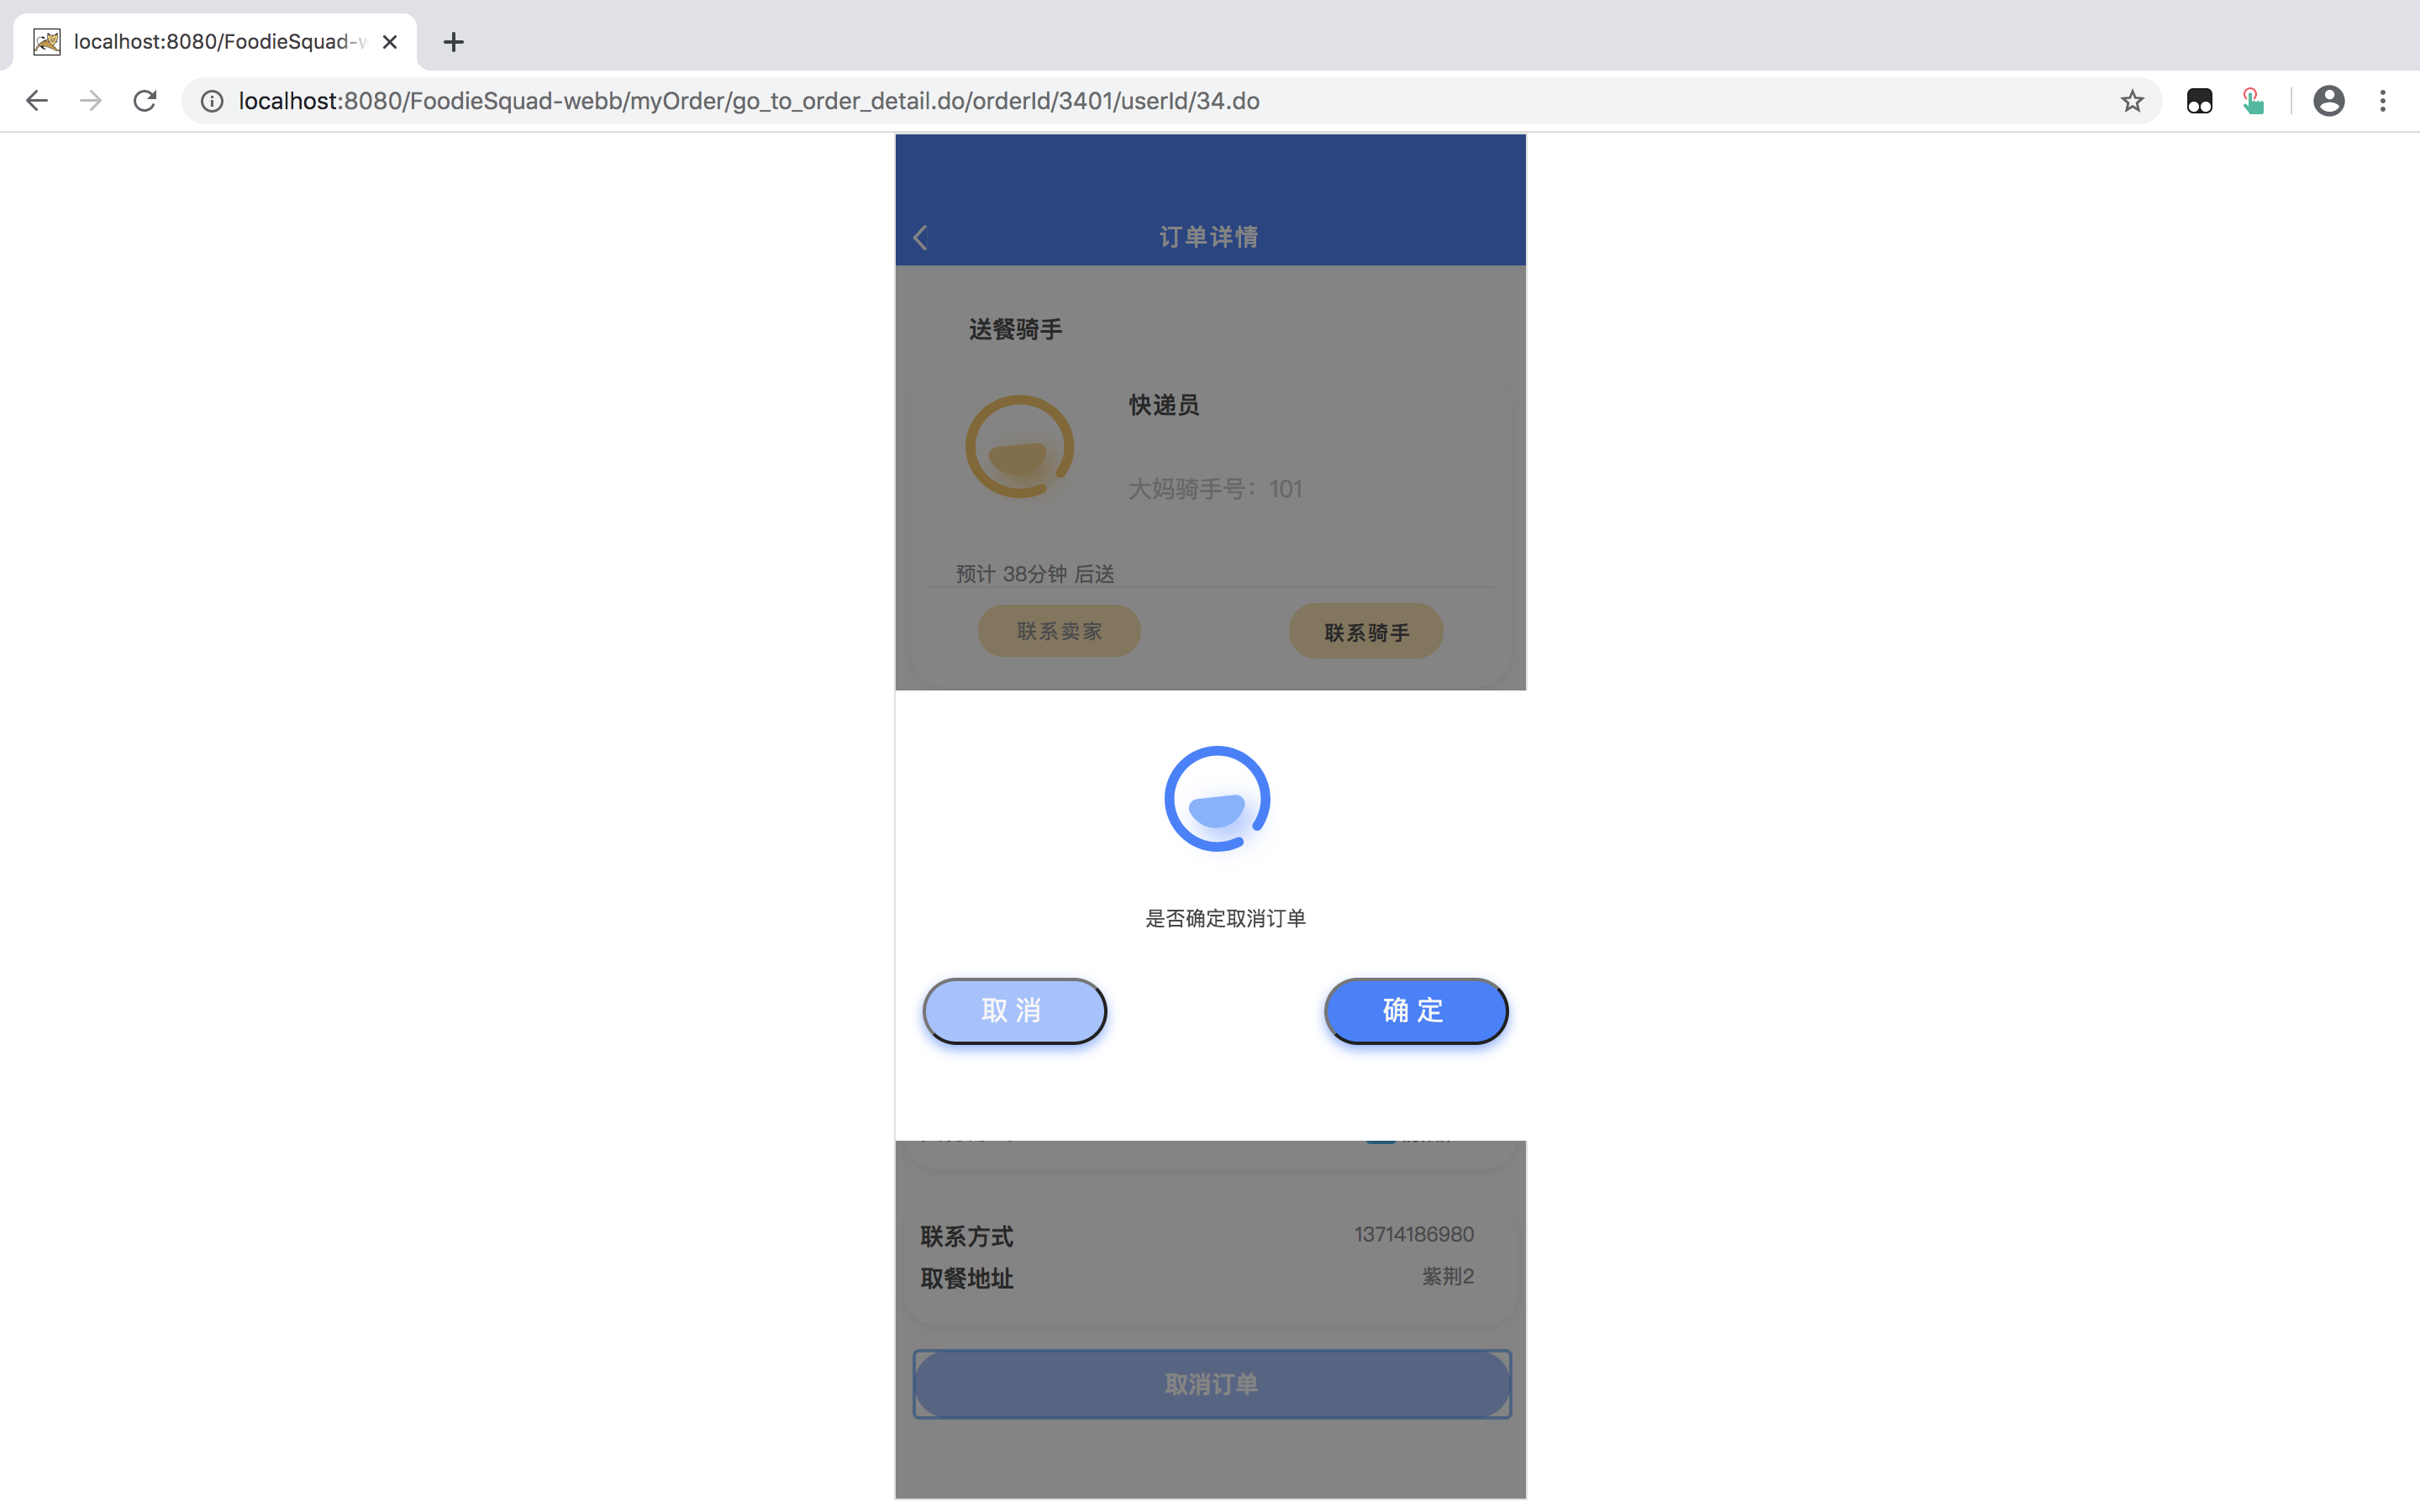 localhost:8080/FoodieSquad-w
localhost:8080/FoodieSquad-webb/myOrder/go_to_order_detail.do/orderId/3401/userId/34.do
订单详情
送餐骑手
快递员
大妈骑手号：101
预计 38分钟 后送
联系卖家
联系骑手
是否确定取消订单
取 消
确 定
联系方式
13714186980
取餐地址
紫荆2
取消订单